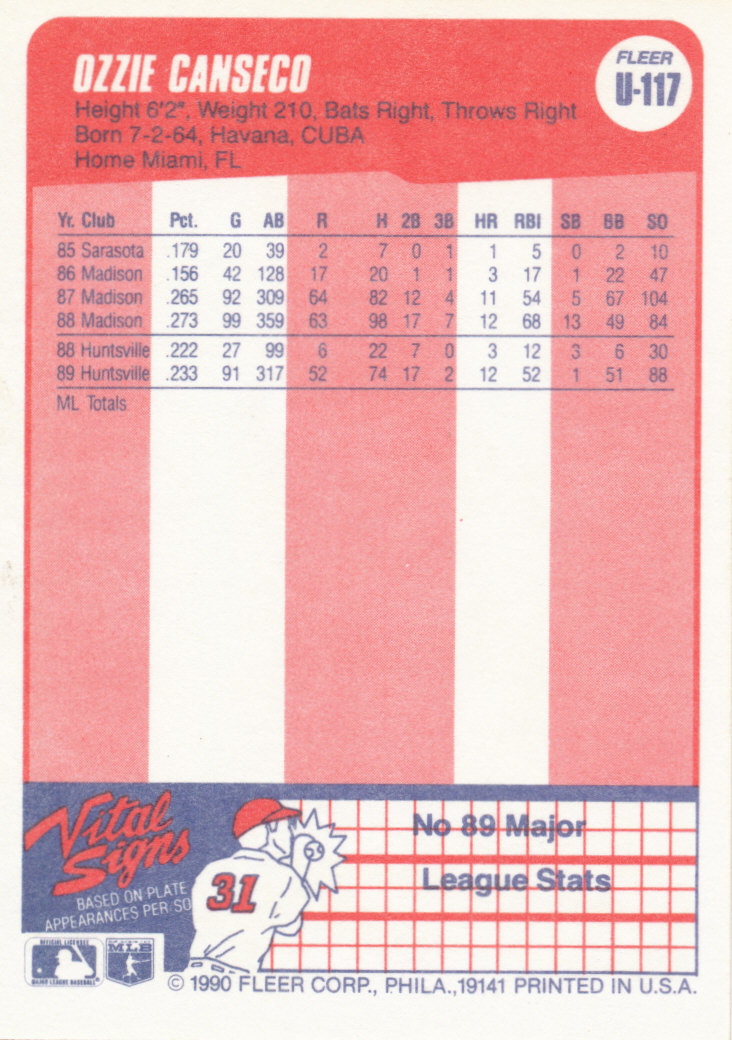 OZZIE CANSECO
FLEER
U-117
Height 6'2", Weight 210, Bats Right, Throws Right
Born 7-2-64, Havana, CUBA
Home Miami, FL
Yr. Club Pct. G AB R H 2B 3B HR RBI SB BB SO
85 Sarasota .179 20 39 2 7 0 1 1 5 0 2 10
86 Madison .156 42 128 17 20 1 1 3 17 1 22 47
87 Madison .265 92 309 64 82 12 4 11 54 5 67 104
88 Madison .273 99 359 63 98 17 7 12 68 13 49 84
88 Huntsville .222 27 99 6 22 7 0 3 12 3 6 30
89 Huntsville .233 91 317 52 74 17 2 12 52 1 51 88
ML Totals
Vital
Signs
BASED ON PLATE
APPEARANCES PER SO
31
No 89 Major
League Stats
OFFICIAL LICENSEE
MAJOR LEAGUE BASEBALL
MLB
© 1990 FLEER CORP., PHILA.,19141 PRINTED IN U.S.A.